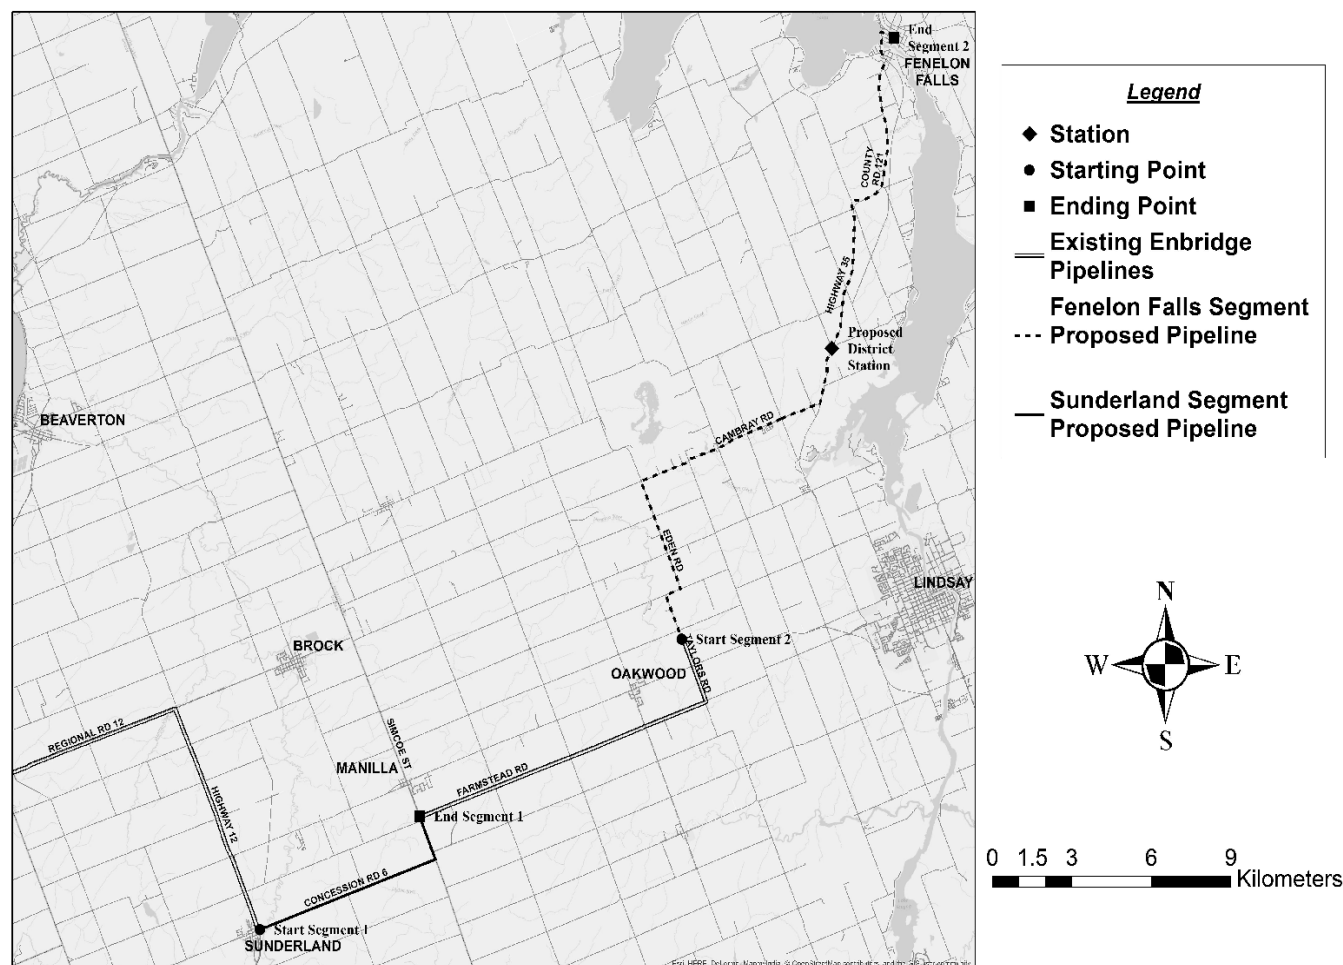 End
Segment 2
FENELON
FALLS
COUNTY
RD 121
HIGHWAY 35
Proposed
District
Station
CAMBRAY RD
BEAVERTON
EDEN RD
LINDSAY
Start Segment 2
TAYLORS RD
BROCK
OAKWOOD
REGIONAL RD 12
SIMCOE ST
MANILLA
FARMSTEAD RD
HIGHWAY 12
End Segment 1
CONCESSION RD 6
Start Segment 1
SUNDERLAND
Legend
Station
Starting Point
Ending Point
Existing Enbridge
Pipelines
Fenelon Falls Segment
Proposed Pipeline
Sunderland Segment
Proposed Pipeline
N
W E
S
0 1.5 3 6 9
Kilometers